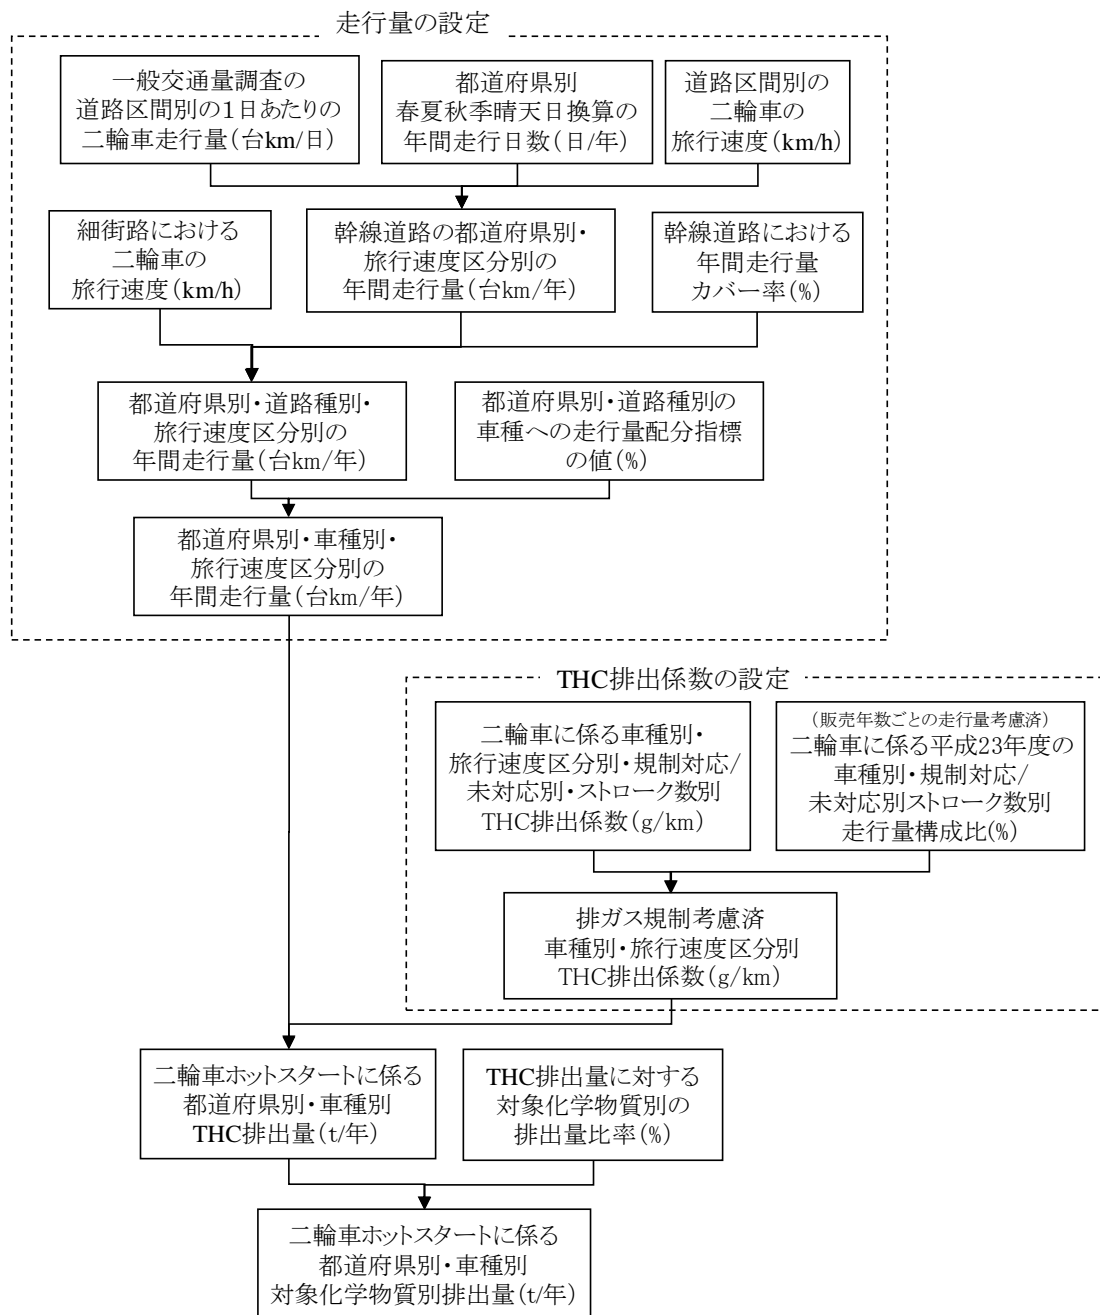 走行量の設定
一般交通量調査の
道路区間別の1日あたりの
二輪車走行量(台km/日)
都道府県別
春夏秋季晴天日換算の
年間走行日数(日/年)
道路区間別の
二輪車の
旅行速度(km/h)
細街路における
二輪車の
旅行速度(km/h)
幹線道路の都道府県別・
旅行速度区分別の
年間走行量(台km/年)
幹線道路における
年間走行量
カバー率(%)
都道府県別・道路種別・
旅行速度区分別の
年間走行量(台km/年)
都道府県別・道路種別の
車種への走行量配分指標
の値(%)
都道府県別・車種別・
旅行速度区分別の
年間走行量(台km/年)
THC排出係数の設定
二輪車に係る車種別・
旅行速度区分別・規制対応/
未対応別・ストローク数別
THC排出係数(g/km)
(販売年数ごとの走行量考慮済)
二輪車に係る平成23年度の
車種別・規制対応/
未対応別ストローク数別
走行量構成比(%)
排ガス規制考慮済
車種別・旅行速度区分別
THC排出係数(g/km)
二輪車ホットスタートに係る
都道府県別・車種別
THC排出量(t/年)
THC排出量に対する
対象化学物質別の
排出量比率(%)
二輪車ホットスタートに係る
都道府県別・車種別
対象化学物質別排出量(t/年)